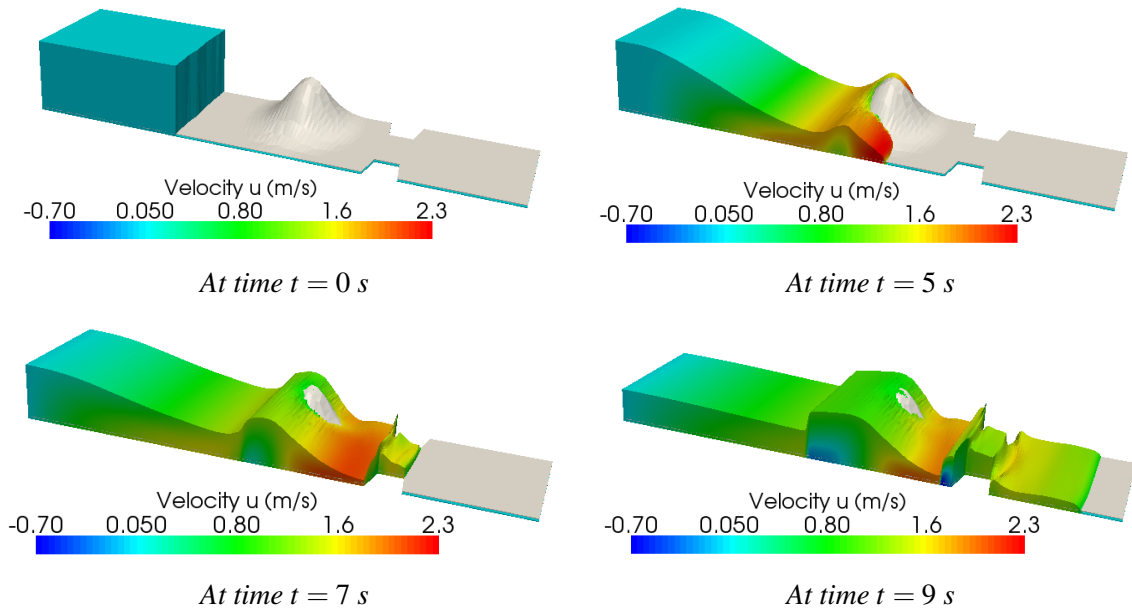 Velocity u (m/s)
-0.70 0.050 0.80 1.6 2.3
At time t = 0 s
Velocity u (m/s)
-0.70 0.050 0.80 1.6 2.3
At time t = 5 s
Velocity u (m/s)
-0.70 0.050 0.80 1.6 2.3
At time t = 7 s
Velocity u (m/s)
-0.70 0.050 0.80 1.6 2.3
At time t = 9 s